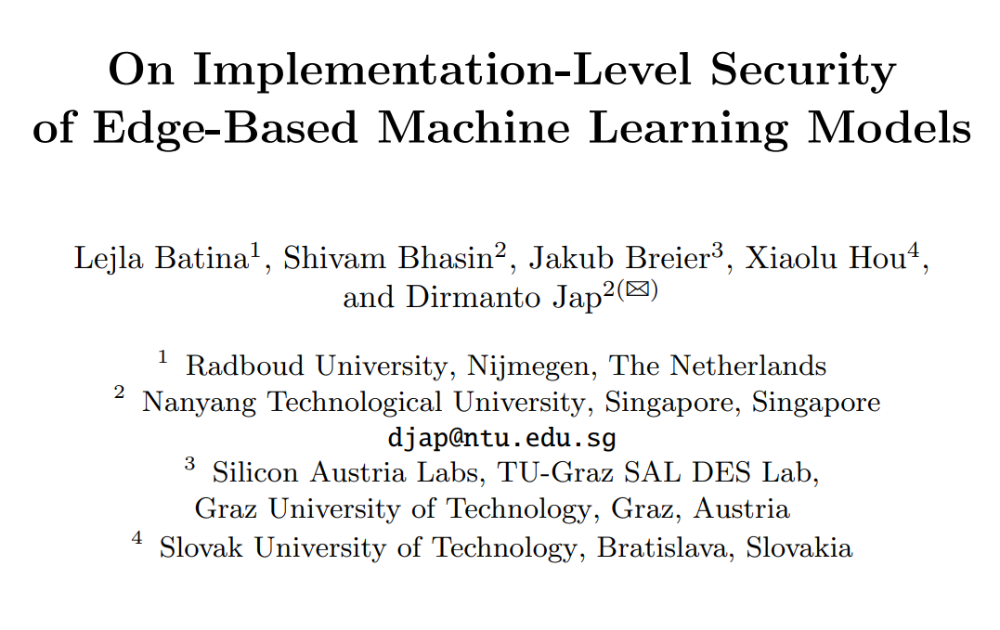 On Implementation-Level Security
of Edge-Based Machine Learning Models
Lejla Batina¹, Shivam Bhasin², Jakub Breier³, Xiaolu Hou⁴,
and Dirmanto Jap²⁽✉⁾
¹ Radboud University, Nijmegen, The Netherlands
² Nanyang Technological University, Singapore, Singapore
djap@ntu.edu.sg
³ Silicon Austria Labs, TU-Graz SAL DES Lab,
Graz University of Technology, Graz, Austria
⁴ Slovak University of Technology, Bratislava, Slovakia